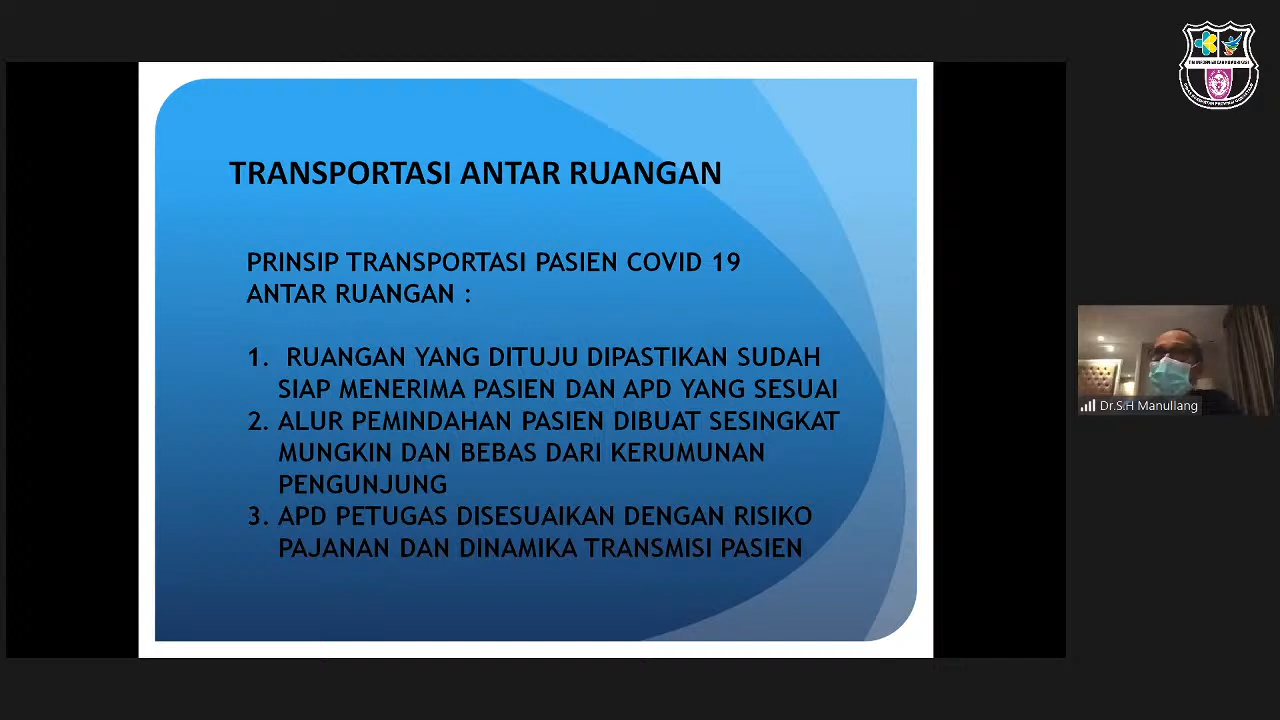 TRANSPORTASI ANTAR RUANGAN
PRINSIP TRANSPORTASI PASIEN COVID 19
ANTAR RUANGAN :
1. RUANGAN YANG DITUJU DIPASTIKAN SUDAH
SIAP MENERIMA PASIEN DAN APD YANG SESUAI
2. ALUR PEMINDAHAN PASIEN DIBUAT SESINGKAT
MUNGKIN DAN BEBAS DARI KERUMUNAN
PENGUNJUNG
3. APD PETUGAS DISESUAIKAN DENGAN RISIKO
PAJANAN DAN DINAMIKA TRANSMISI PASIEN
Dr.S.H Manullang